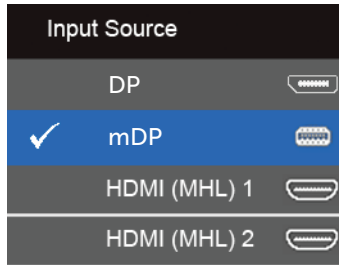 Input Source
DP
mDP
HDMI (MHL) 1
HDMI (MHL) 2